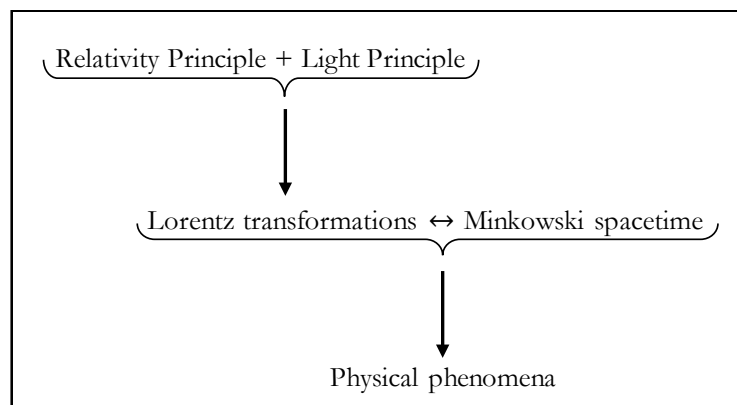 Relativity Principle + Light Principle
Lorentz transformations ↔ Minkowski spacetime
Physical phenomena